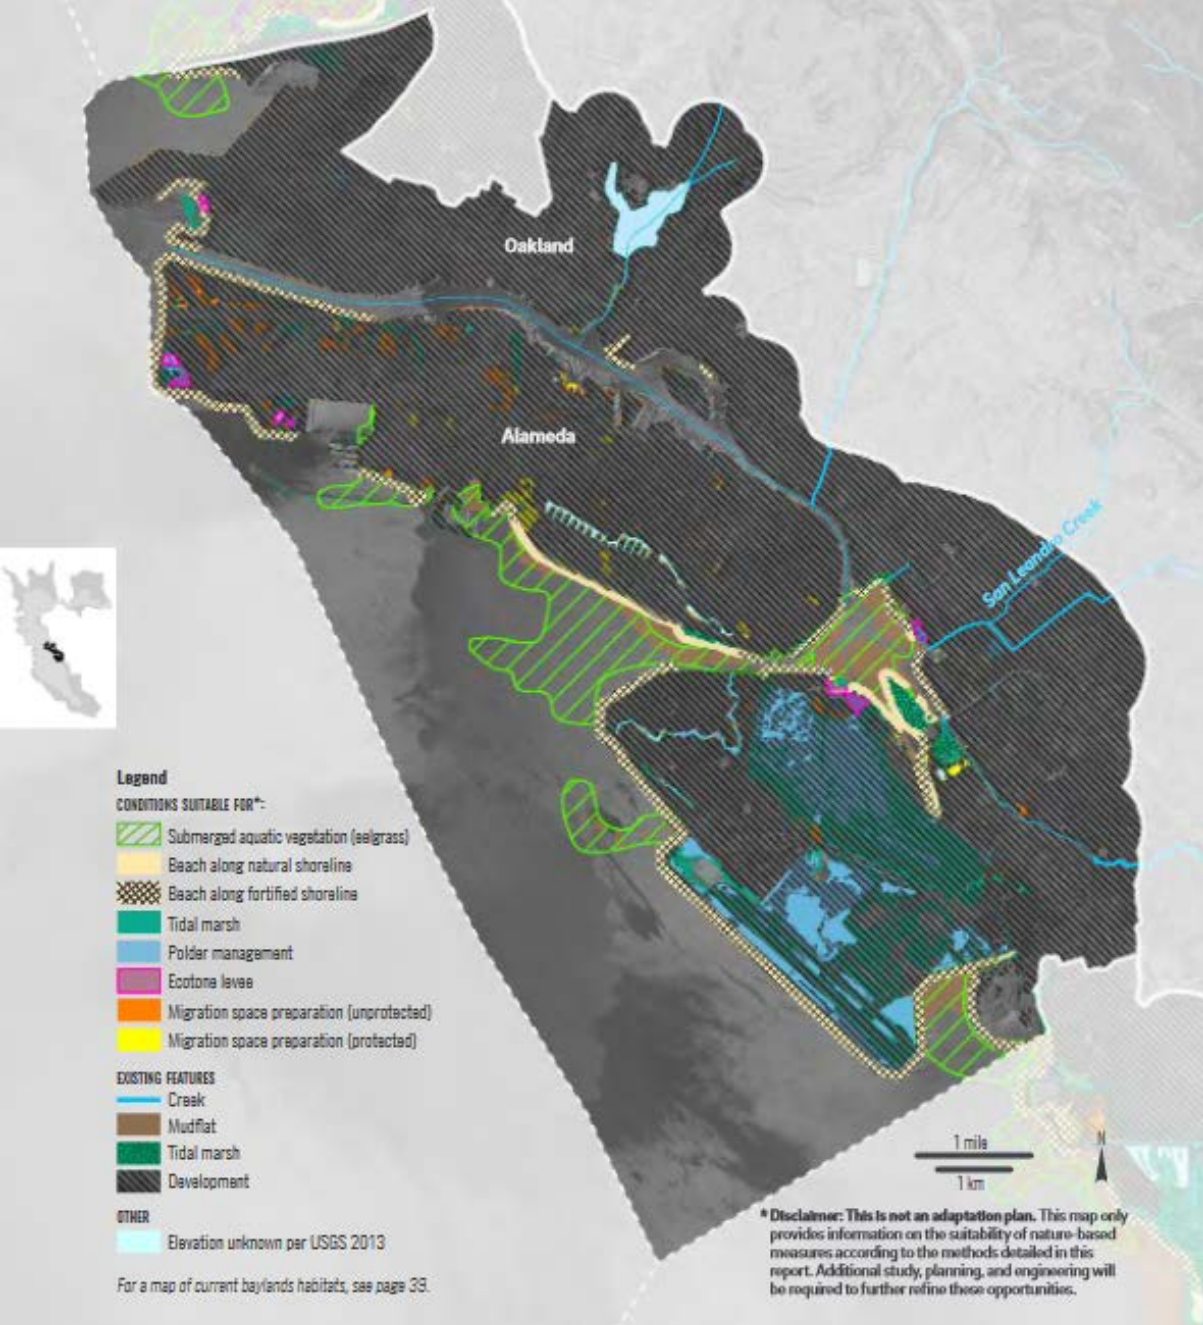 Oakland
Alameda
San Leandro Creek
Legend
CONDITIONS SUITABLE FOR*:
Submerged aquatic vegetation (eelgrass)
Beach along natural shoreline
Beach along fortified shoreline
Tidal marsh
Polder management
Ecotone levee
Migration space preparation (unprotected)
Migration space preparation (protected)
EXISTING FEATURES
Creek
Mudflat
Tidal marsh
Development
OTHER
Elevation unknown per USGS 2013
For a map of current baylands habitats, see page 39.
1 mile
1 km
N
* Disclaimer: This is not an adaptation plan. This map only
provides information on the suitability of nature-based
measures according to the methods detailed in this
report. Additional study, planning, and engineering will
be required to further refine these opportunities.